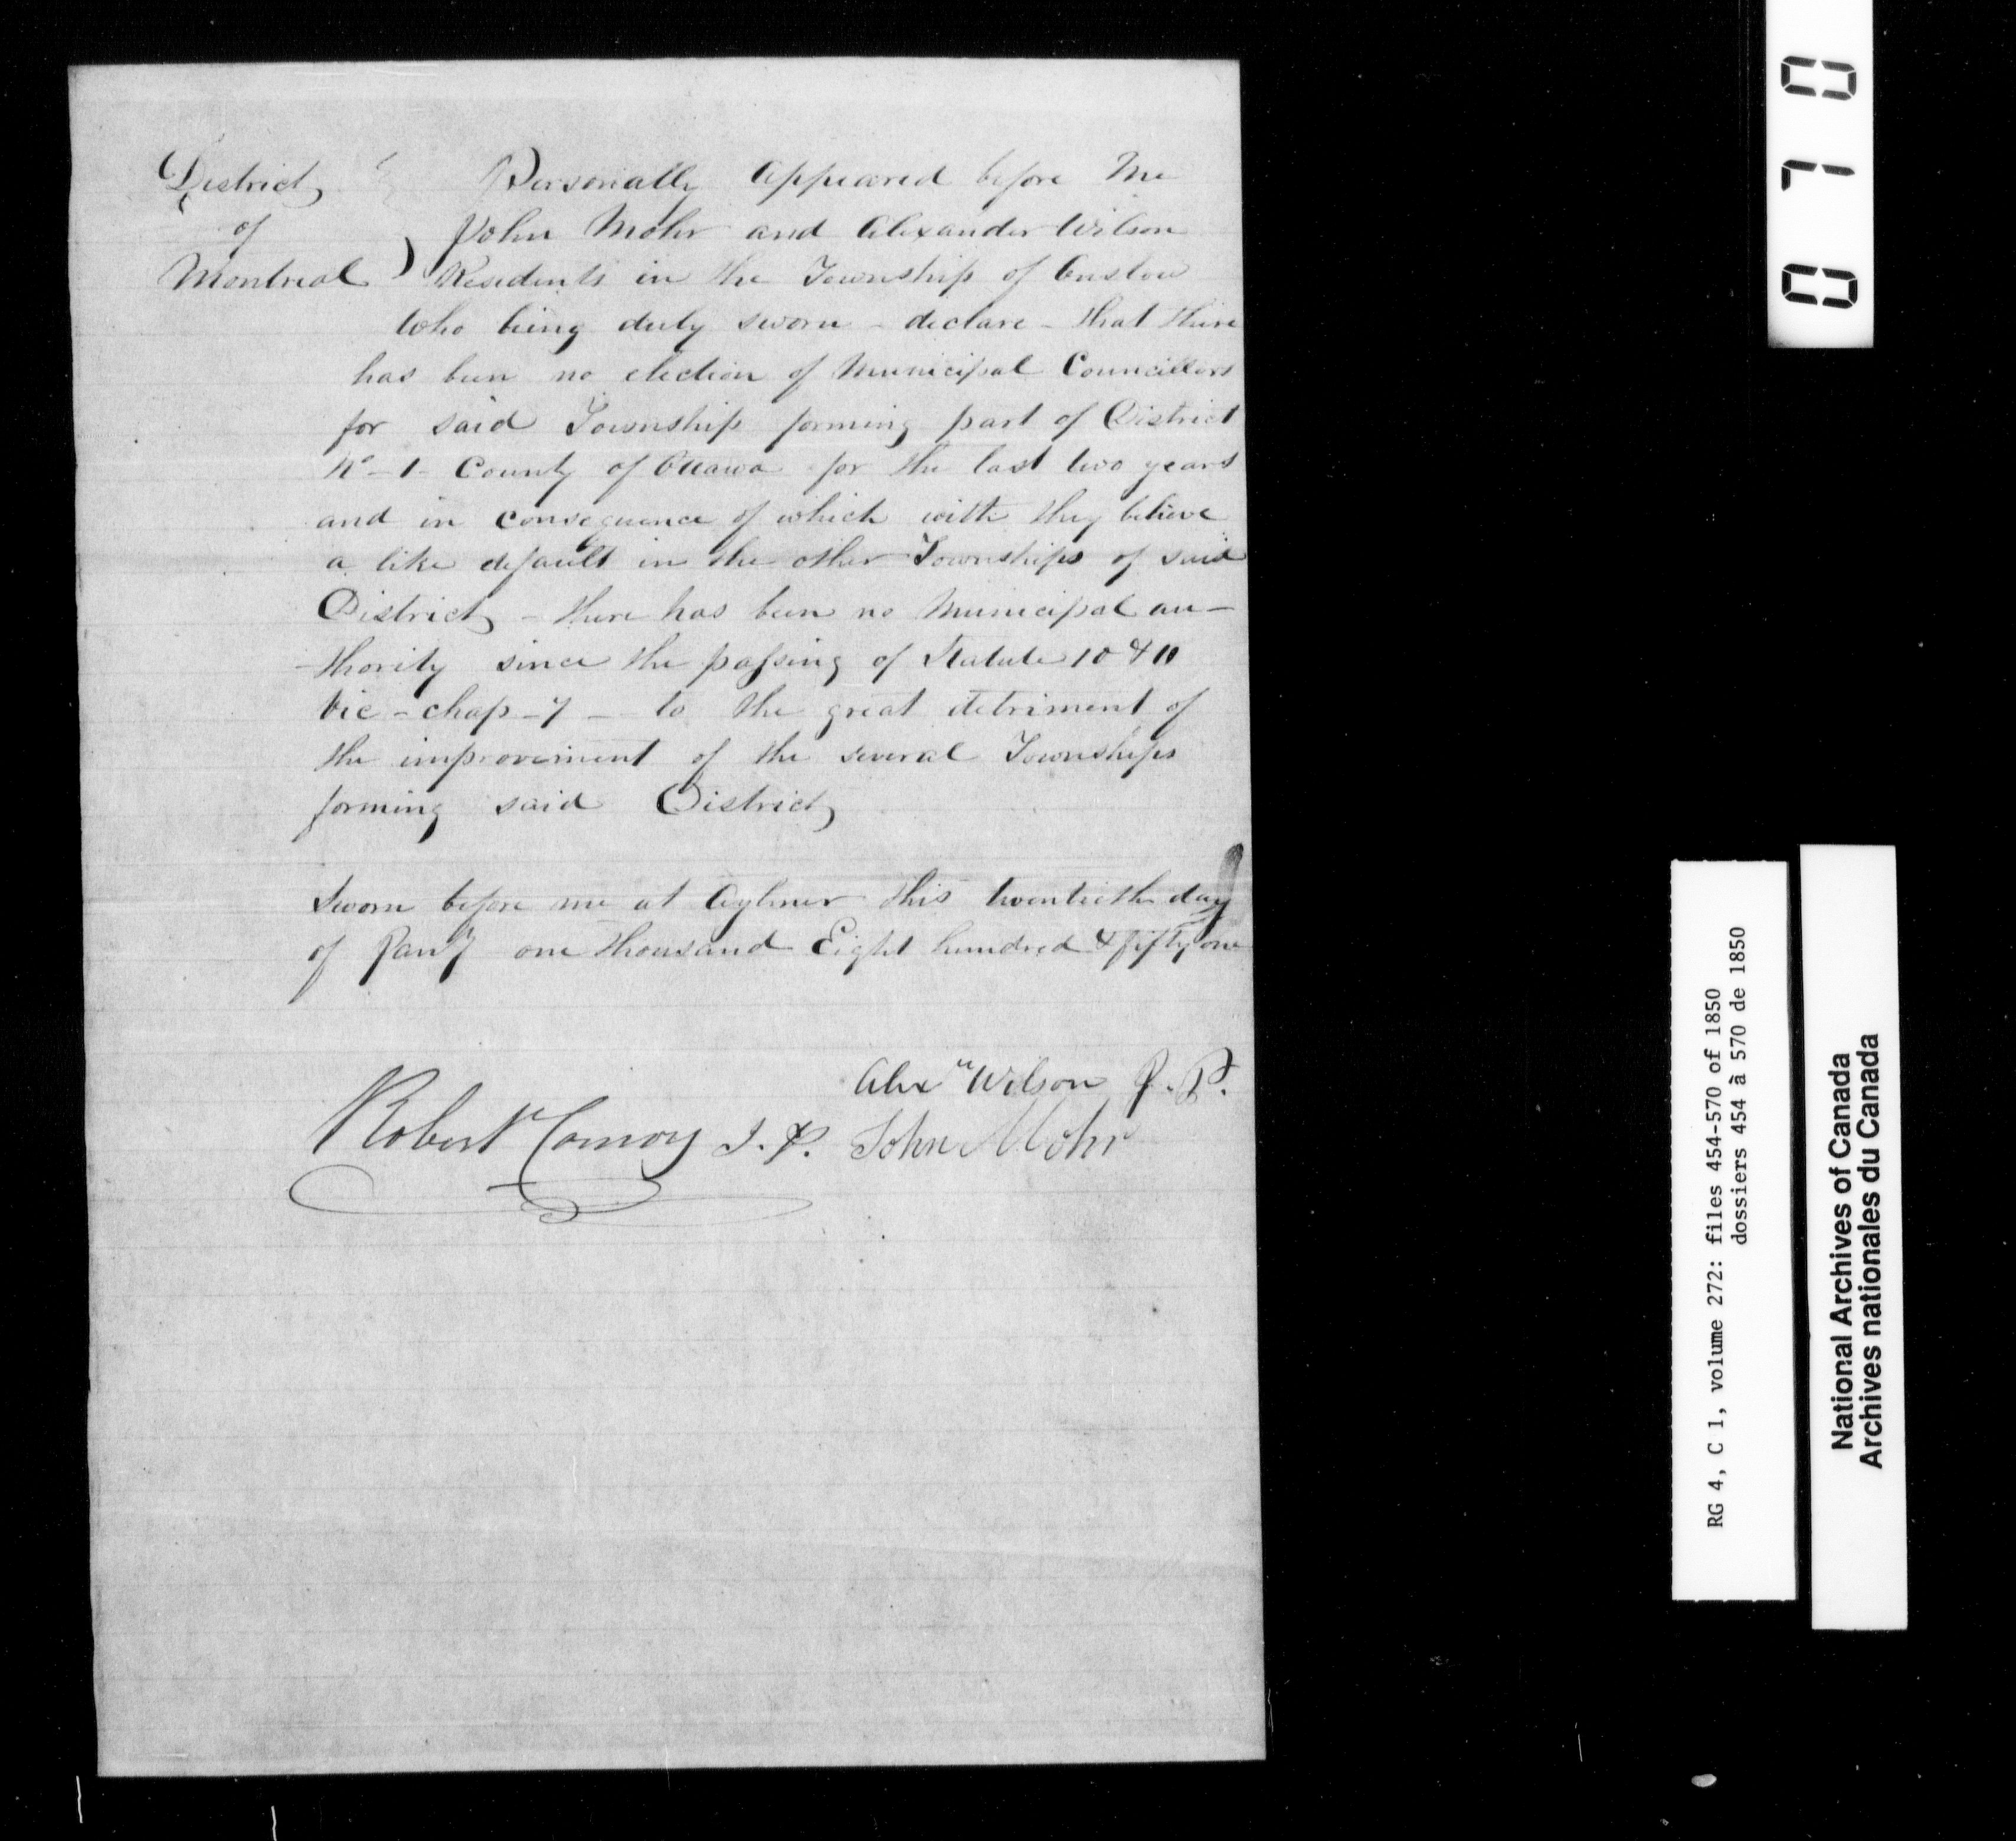 District } Personally Appeared before Me
of John Mohr and Alexander Wilson
Montreal ) Residents in the Township of Onslow
who being duly sworn - declare - that there
has been no election of Municipal Councillors
for said Township forming part of District
No - 1 - County of Ottawa for the last two years
and in consequence of which with they believe
a like default in the other Townships of said
District - there has been no Municipal au-
-thority since the passing of Statute 10 & 11
Vic - chap - 7 - to the great detriment of
the improvement of the several Townships
forming said District
Sworn before me at Aylmer this twentieth day
of Jany one thousand Eight hundred & fifty one
Alexr Wilson J.P.
Robert Conroy J.P. John Mohr
0710
RG 4, C 1, volume 272: files 454-570 of 1850
dossiers 454 à 570 de 1850
National Archives of Canada
Archives nationales du Canada